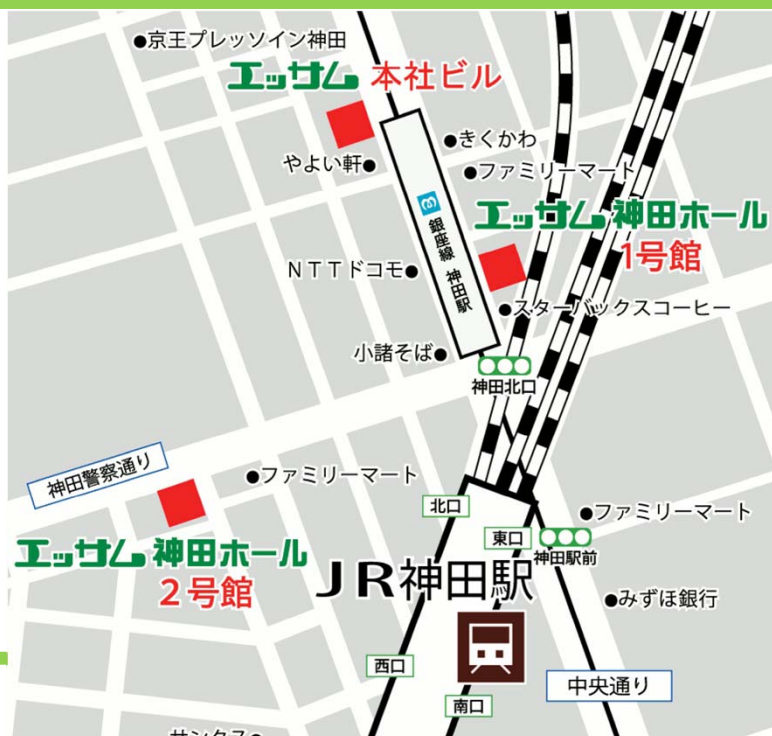 ●京王プレッソイン神田
エッサム 本社ビル
●きくかわ
やよい軒●
●ファミリーマート
エッサム 神田ホール
1号館
銀座線 神田駅
NTTドコモ●
●スターバックスコーヒー
小諸そば●
神田北口
神田警察通り
●ファミリーマート
北口
●ファミリーマート
東口
神田駅前
エッサム 神田ホール
2号館
JR神田駅
●みずほ銀行
西口
中央通り
南口
サンクス●